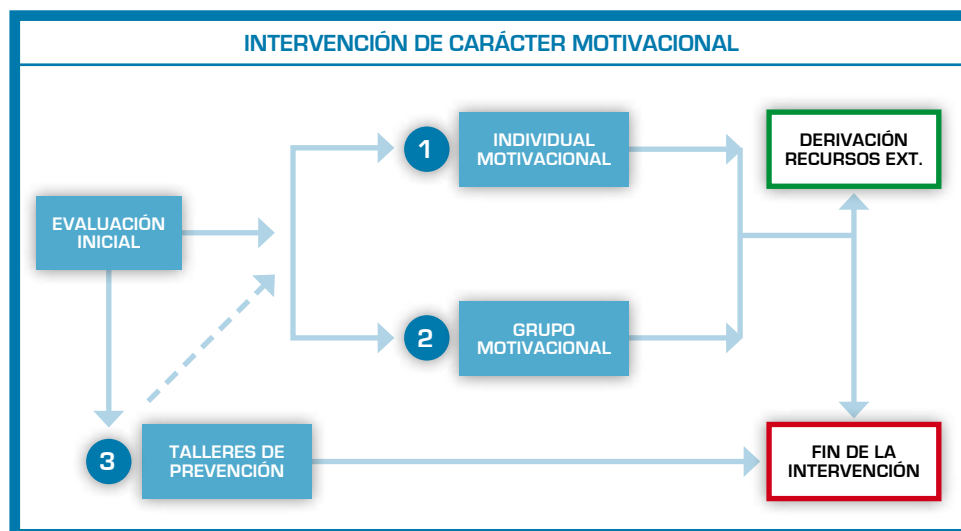 INTERVENCIÓN DE CARÁCTER MOTIVACIONAL
1
INDIVIDUAL
MOTIVACIONAL
DERIVACIÓN
RECURSOS EXT.
EVALUACIÓN
INICIAL
2
GRUPO
MOTIVACIONAL
3
TALLERES DE
PREVENCIÓN
FIN DE LA
INTERVENCIÓN